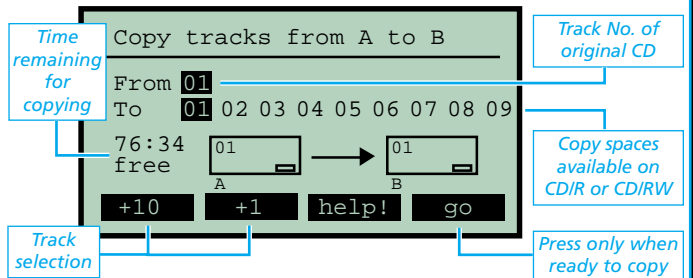 Time
remaining
for
copying
Copy tracks from A to B
Track No. of
original CD
From 01
To 01 02 03 04 05 06 07 08 09
76:34
free
01
A
01
B
Copy spaces
available on
CD/R or CD/RW
+10 +1 help! go
Track
selection
Press only when
ready to copy